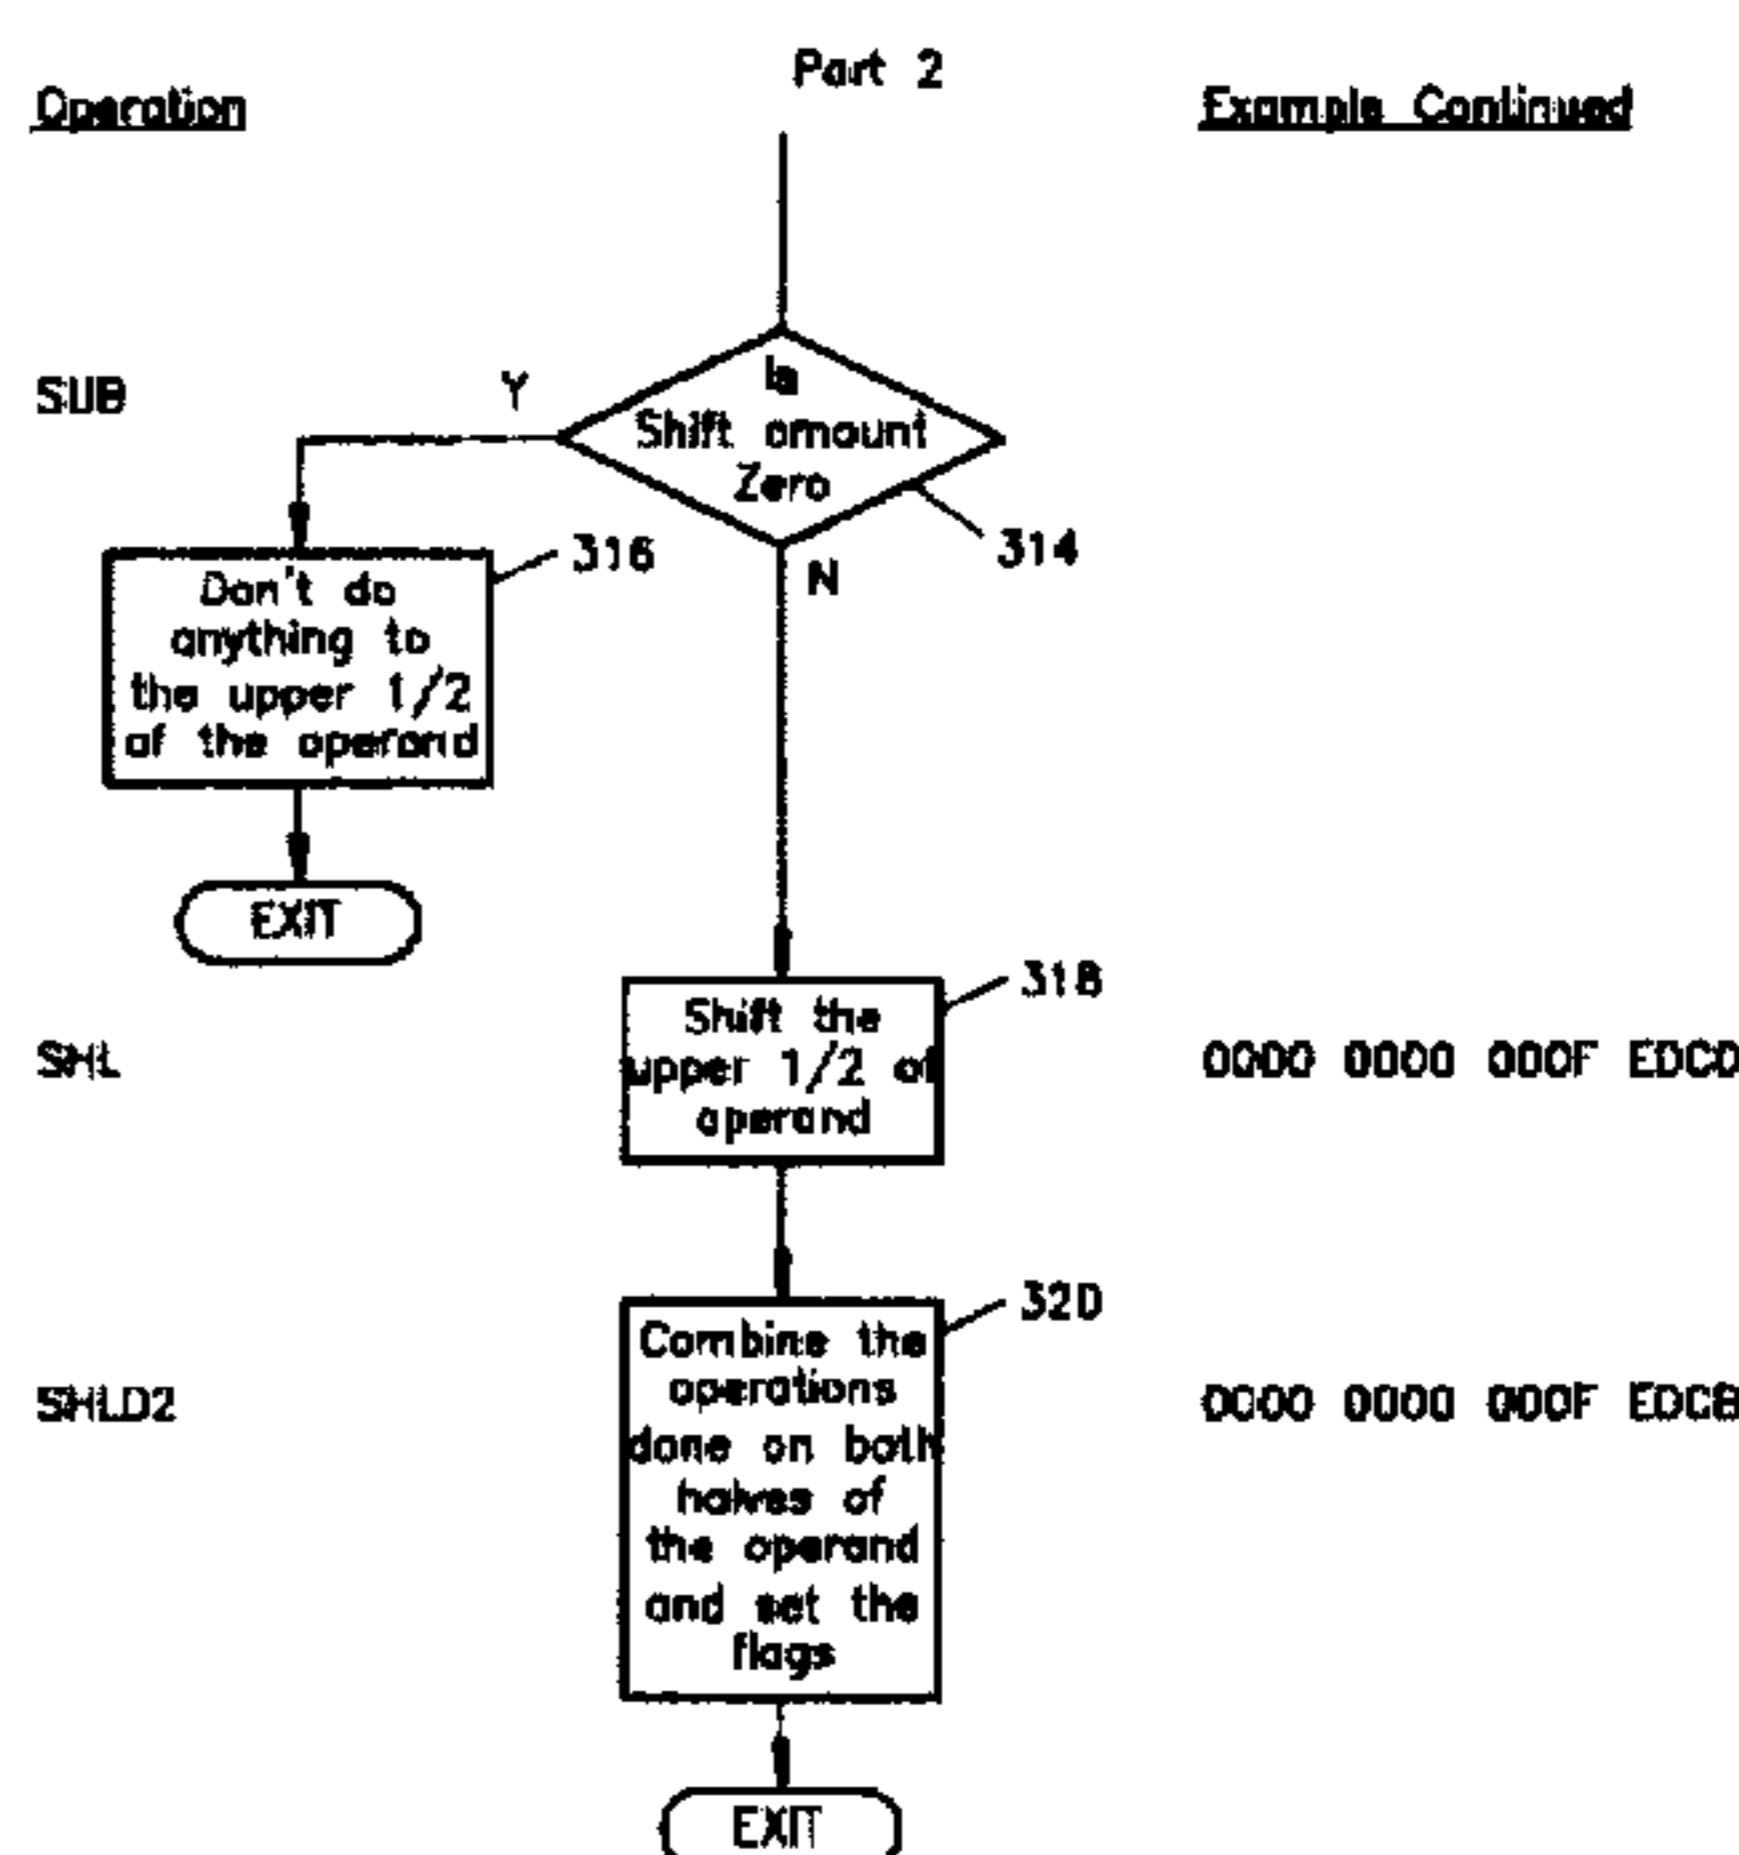 Part 2
Operation
Example Continued
SUB
Y
Is
Shift amount
Zero
314
316
N
Don't do
anything to
the upper 1/2
of the operand
EXIT
318
SHL
Shift the
upper 1/2 of
operand
0000 0000 000F EDC0
320
SHLD2
Combine the
operations
done on both
halves of
the operand
and set the
flags
0000 0000 000F EDCB
EXIT